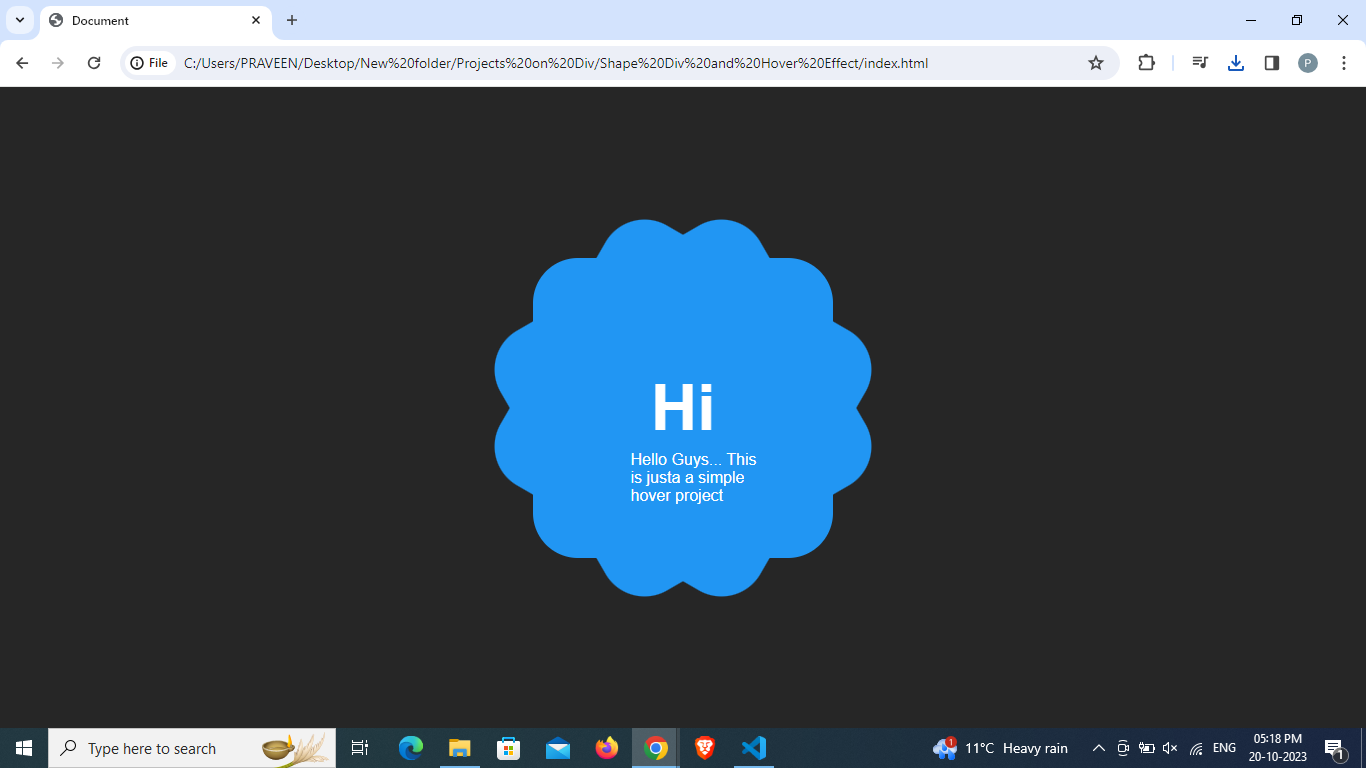 Document
File
C:/Users/PRAVEEN/Desktop/New%20folder/Projects%20on%20Div/Shape%20Div%20and%20Hover%20Effect/index.html
P
Hi
Hello Guys... This
is justa a simple
hover project
Type here to search
1
11°C Heavy rain
ENG
05:18 PM
20-10-2023
1